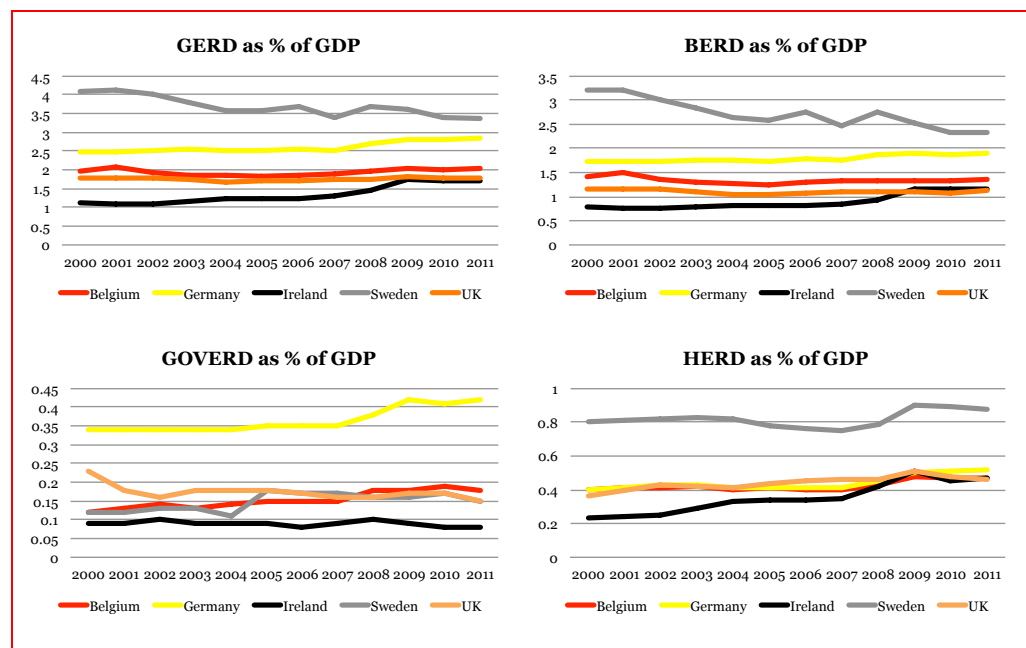 GERD as % of GDP
4.5
4
3.5
3
2.5
2
1.5
1
0.5
0
2000 2001 2002 2003 2004 2005 2006 2007 2008 2009 2010 2011
Belgium Germany Ireland Sweden UK
BERD as % of GDP
3.5
3
2.5
2
1.5
1
0.5
0
2000 2001 2002 2003 2004 2005 2006 2007 2008 2009 2010 2011
Belgium Germany Ireland Sweden UK
GOVERD as % of GDP
0.45
0.4
0.35
0.3
0.25
0.2
0.15
0.1
0.05
0
2000 2001 2002 2003 2004 2005 2006 2007 2008 2009 2010 2011
Belgium Germany Ireland Sweden UK
HERD as % of GDP
1
0.8
0.6
0.4
0.2
0
2000 2001 2002 2003 2004 2005 2006 2007 2008 2009 2010 2011
Belgium Germany Ireland Sweden UK